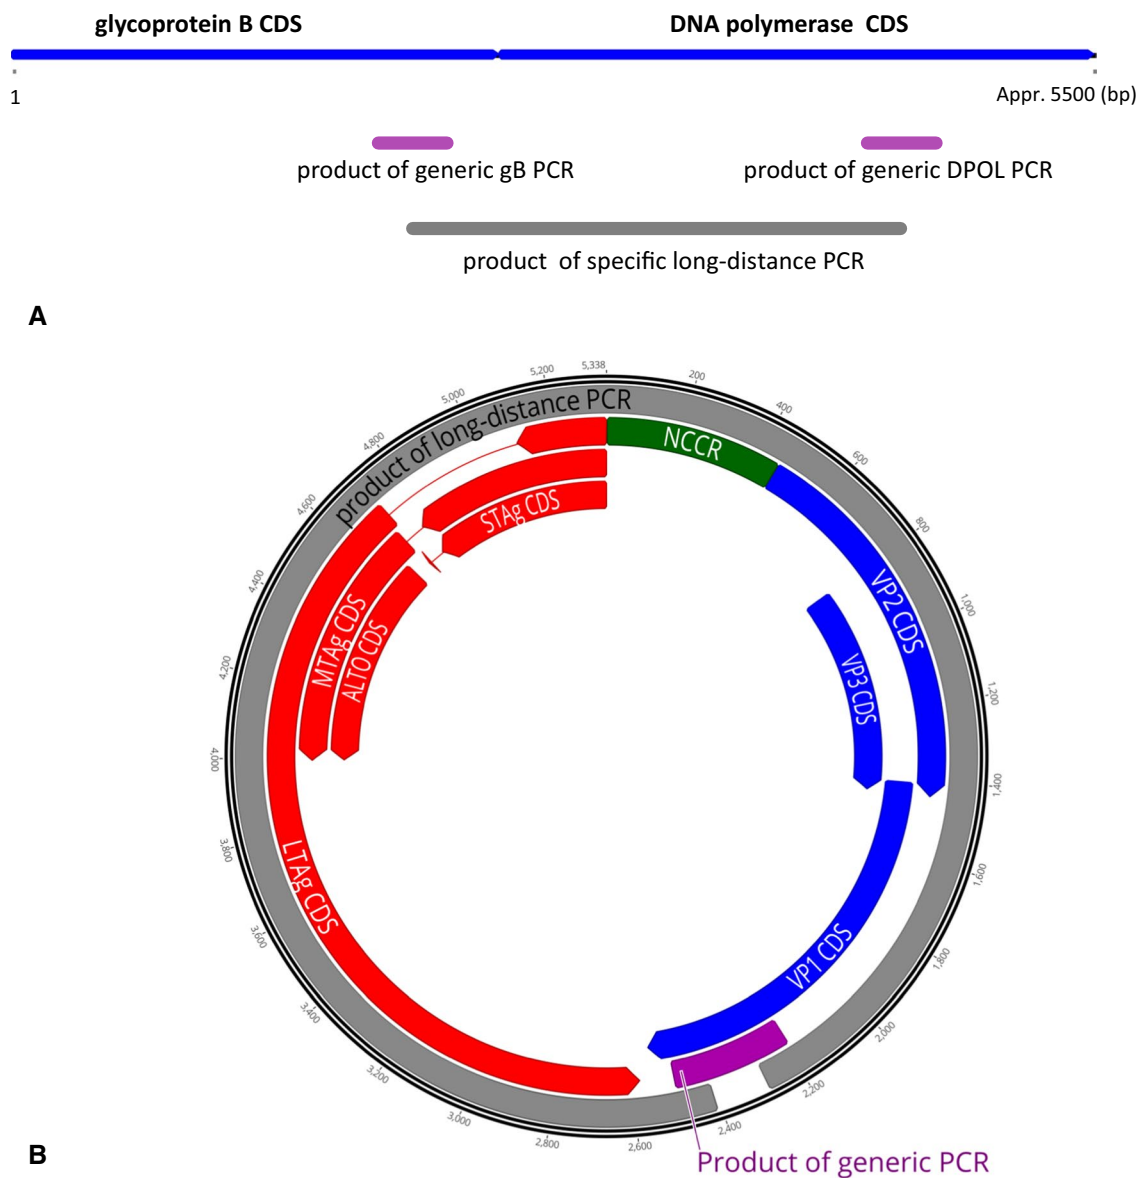 glycoprotein B CDS
DNA polymerase CDS
1
Appr. 5500 (bp)
product of generic gB PCR
product of generic DPOL PCR
product of specific long-distance PCR
A
5,338
200
400
600
800
1,000
1,200
1,400
1,600
1,800
2,000
2,200
2,400
2,600
2,800
3,000
3,200
3,400
3,600
3,800
4,000
4,200
4,400
4,600
4,800
5,000
5,200
product of long-distance PCR
NCCR
STAg CDS
VP2 CDS
MTAg CDS
ALTO CDS
VP3 CDS
LTAg CDS
VP1 CDS
B
Product of generic PCR